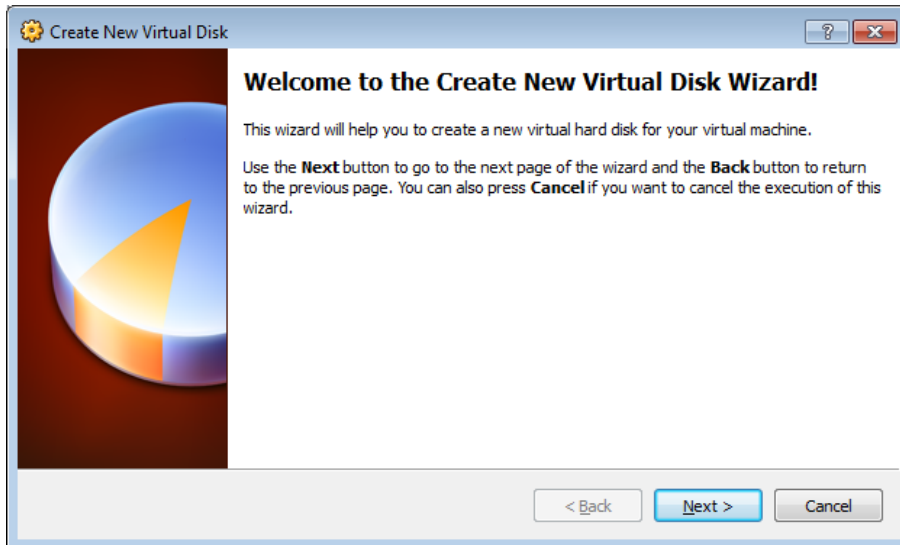 Create New Virtual Disk
Welcome to the Create New Virtual Disk Wizard!
This wizard will help you to create a new virtual hard disk for your virtual machine.
Use the Next button to go to the next page of the wizard and the Back button to return
to the previous page. You can also press Cancel if you want to cancel the execution of this
wizard.
< Back Next > Cancel